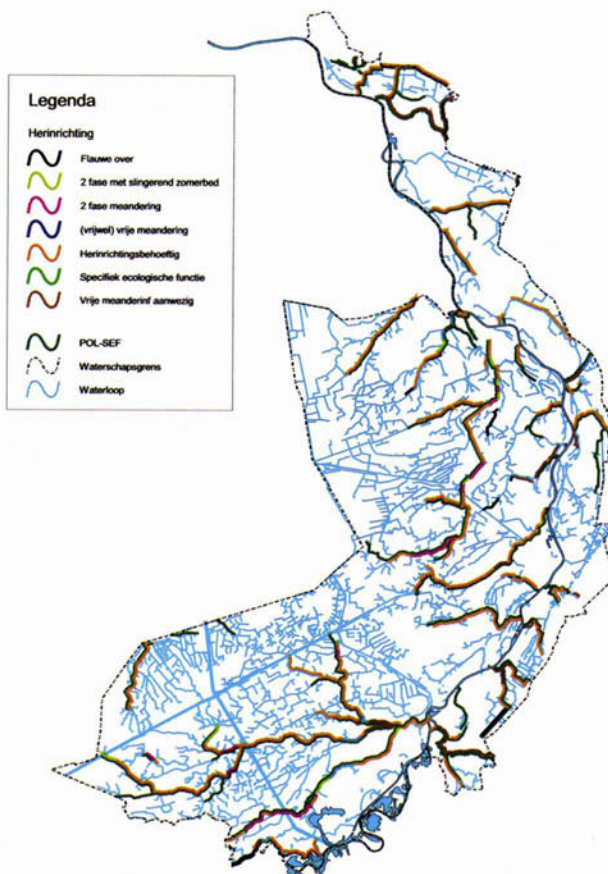 Legenda
Herinrichting
Flauwe over
2 fase met slingerend zomerbed
2 fase meandering
(vrijwel) vrije meandering
Herinrichtingsbehoeftig
Specifiek ecologische functie
Vrije meanderinf aanwezig
POL-SEF
Waterschapsgrens
Waterloop